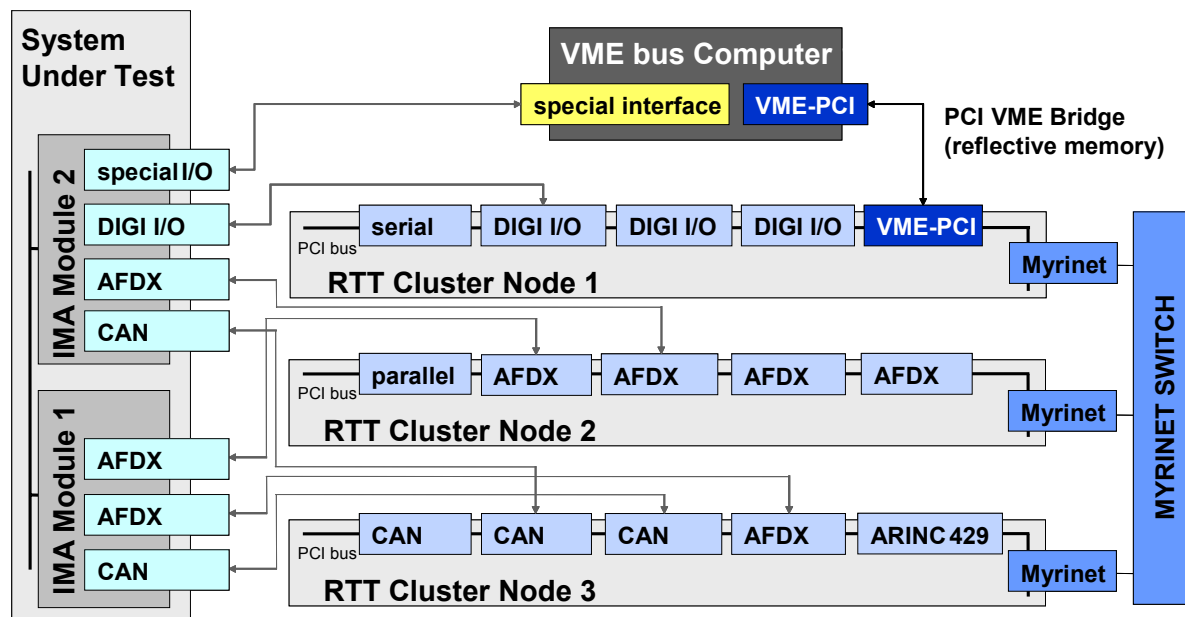 System
Under Test
VME bus Computer
special interface
VME-PCI
PCI VME Bridge
(reflective memory)
IMA Module 2
special I/O
DIGI I/O
AFDX
CAN
IMA Module 1
AFDX
AFDX
CAN
PCI bus
serial
DIGI I/O
DIGI I/O
DIGI I/O
VME-PCI
RTT Cluster Node 1
Myrinet
PCI bus
parallel
AFDX
AFDX
AFDX
AFDX
RTT Cluster Node 2
Myrinet
PCI bus
CAN
CAN
CAN
AFDX
ARINC 429
RTT Cluster Node 3
Myrinet
MYRINET SWITCH